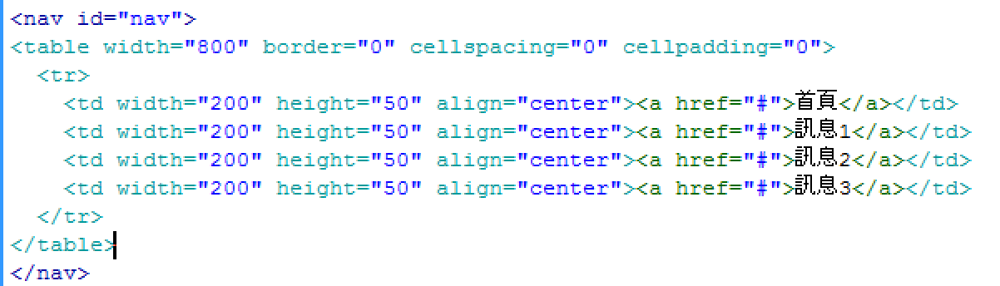 <nav id="nav">
<table width="800" border="0" cellspacing="0" cellpadding="0">
  <tr>
    <td width="200" height="50" align="center"><a href="#">首頁</a></td>
    <td width="200" height="50" align="center"><a href="#">訊息1</a></td>
    <td width="200" height="50" align="center"><a href="#">訊息2</a></td>
    <td width="200" height="50" align="center"><a href="#">訊息3</a></td>
  </tr>
</table>
</nav>